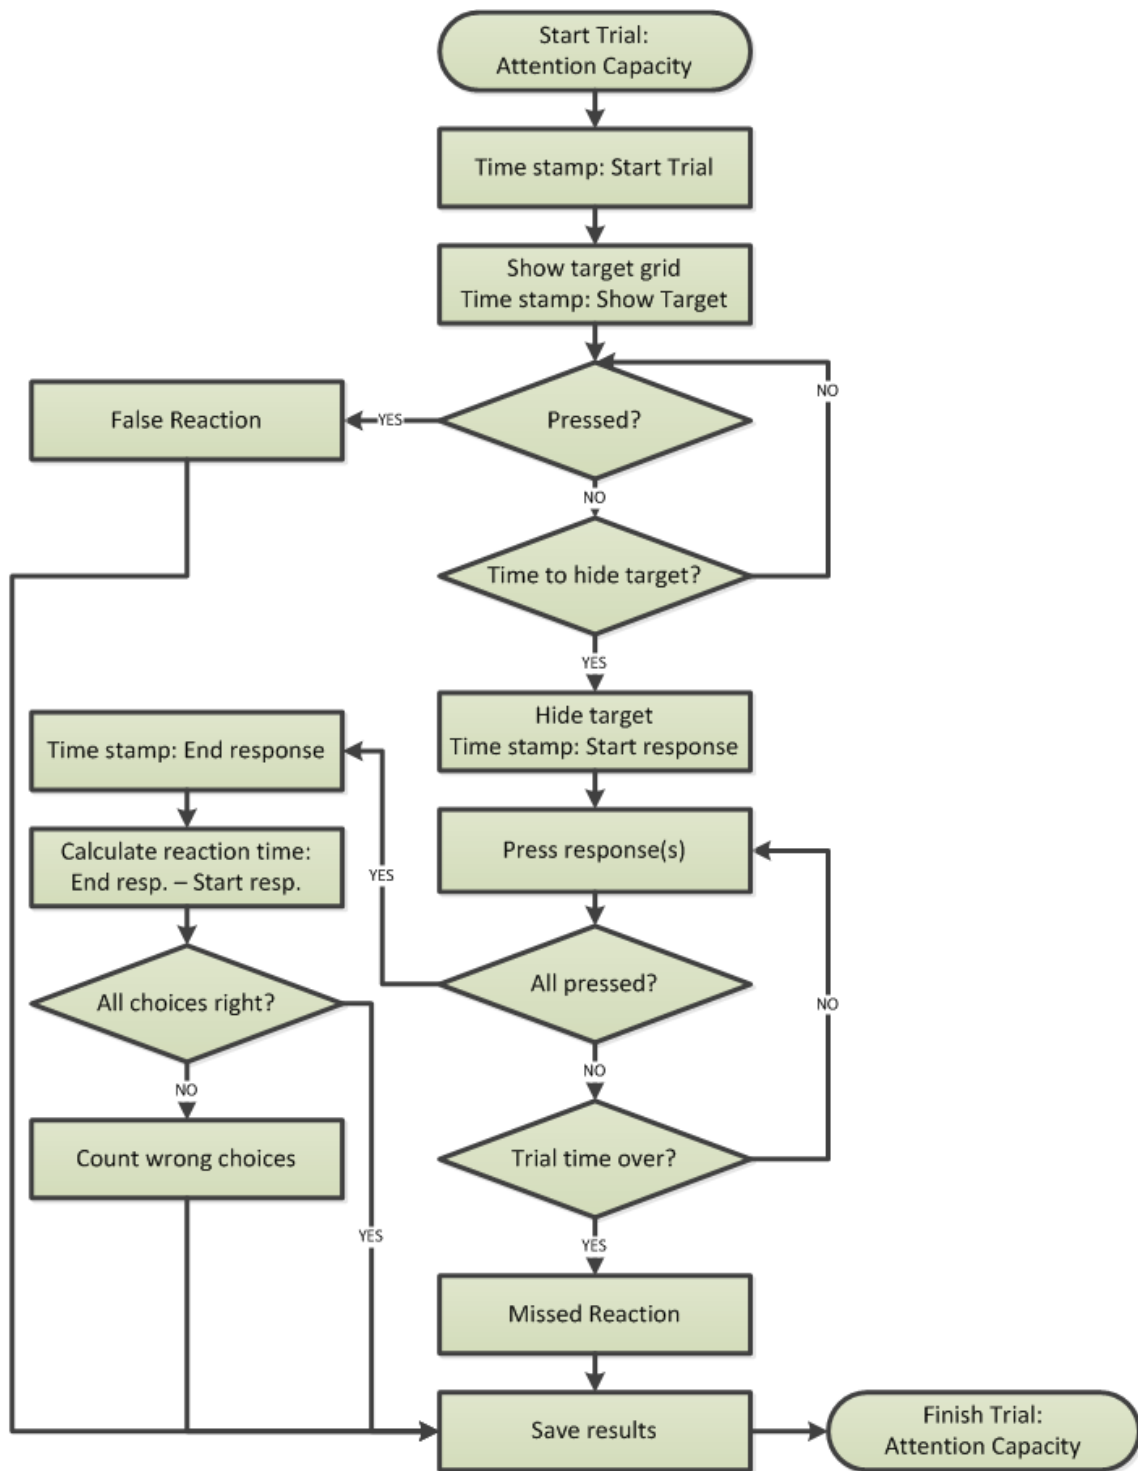 Start Trial:
Attention Capacity
Time stamp: Start Trial
Show target grid
Time stamp: Show Target
NO
False Reaction
YES
Pressed?
NO
Time to hide target?
YES
Hide target
Time stamp: Start response
Time stamp: End response
Press response(s)
Calculate reaction time:
End resp. – Start resp.
YES
All pressed?
All choices right?
NO
NO
NO
Count wrong choices
Trial time over?
YES
YES
Missed Reaction
Save results
Finish Trial:
Attention Capacity